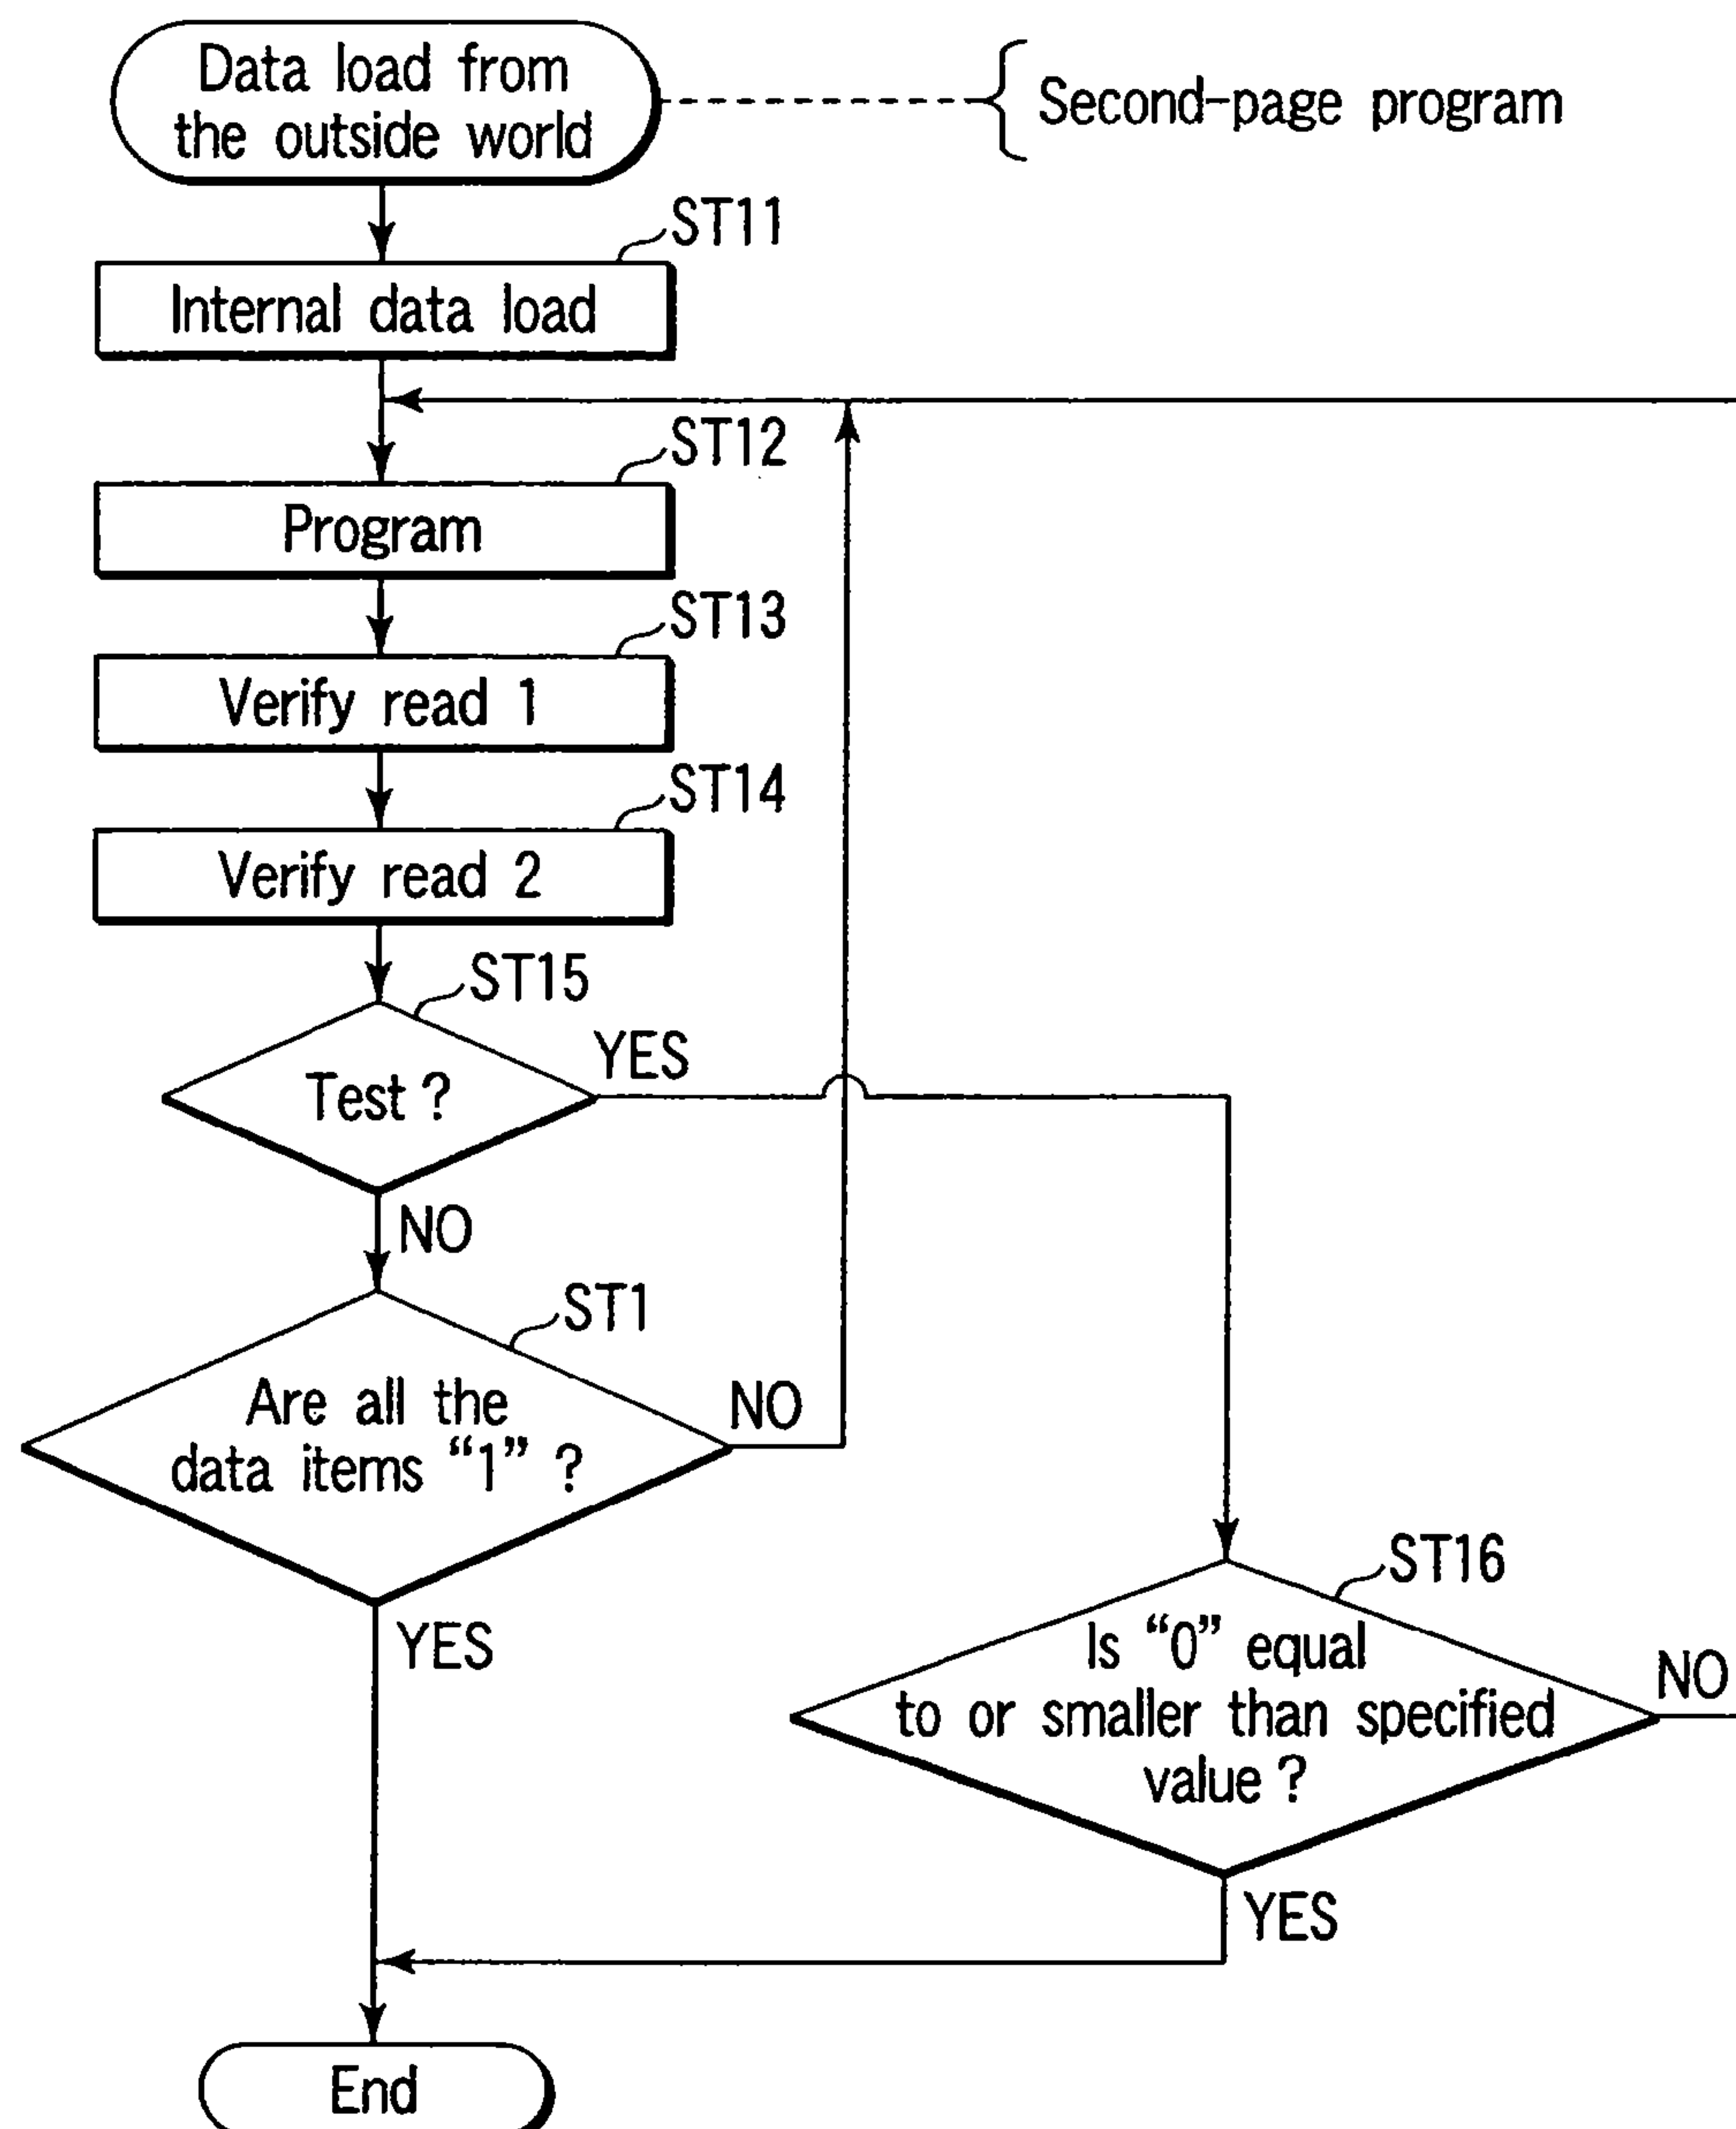 Data load from
the outside world
Second-page program
ST11
Internal data load
ST12
Program
ST13
Verify read 1
ST14
Verify read 2
ST15
Test ?
YES
NO
ST1
Are all the
data items “1” ?
NO
YES
ST16
Is “0” equal
to or smaller than specified
value ?
NO
YES
End